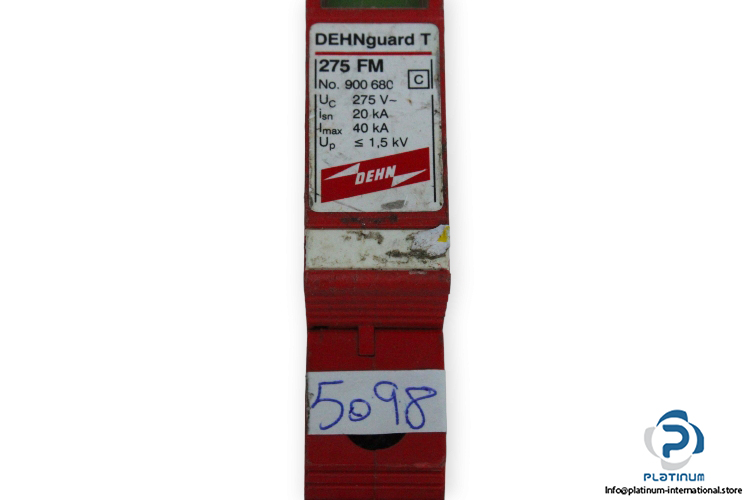 DEHNguard T
275 FM
No. 900 680 C
UC 275 V~
isn 20 kA
Imax 40 kA
Up ≤ 1,5 kV
DEHN
5098
PLATINUM
Info@platinum-international.store